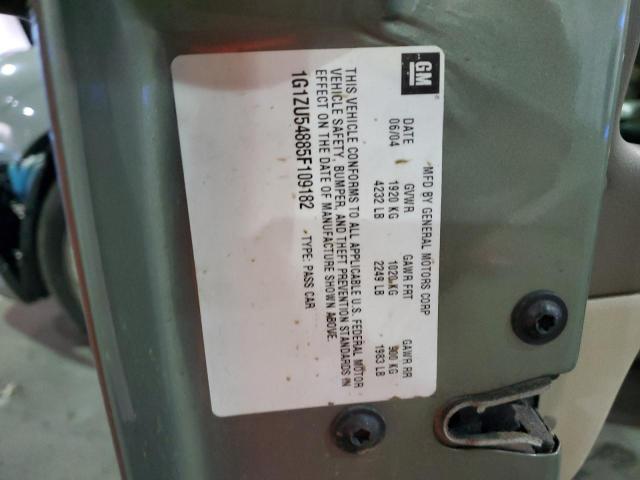 GM
MFD BY GENERAL MOTORS CORP
DATE GVWR GAWR FRT GAWR RR
06/04 1920 KG 1020 KG 900 KG
4232 LB 2249 LB 1983 LB
THIS VEHICLE CONFORMS TO ALL APPLICABLE U.S. FEDERAL MOTOR
VEHICLE SAFETY, BUMPER, AND THEFT PREVENTION STANDARDS IN
EFFECT ON THE DATE OF MANUFACTURE SHOWN ABOVE.
1G1ZU54885F109182 TYPE: PASS CAR